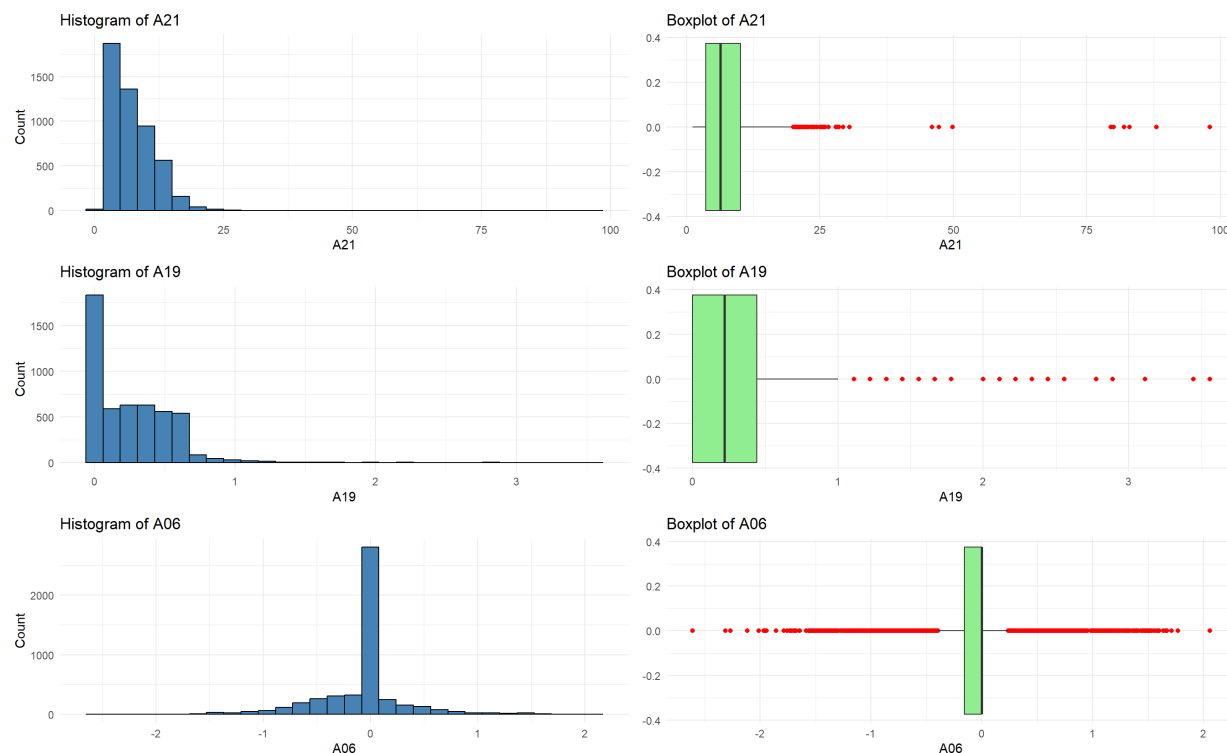 Histogram of A21
Count
1500
1000
500
0
0 25 50 75 100
A21
Boxplot of A21
0.4
0.2
0.0
-0.2
-0.4
0 25 50 75 100
A21
Histogram of A19
Count
1500
1000
500
0
0 1 2 3
A19
Boxplot of A19
0.4
0.2
0.0
-0.2
-0.4
0 1 2 3
A19
Histogram of A06
Count
2000
1000
0
-2 -1 0 1 2
A06
Boxplot of A06
0.4
0.2
0.0
-0.2
-0.4
-2 -1 0 1 2
A06